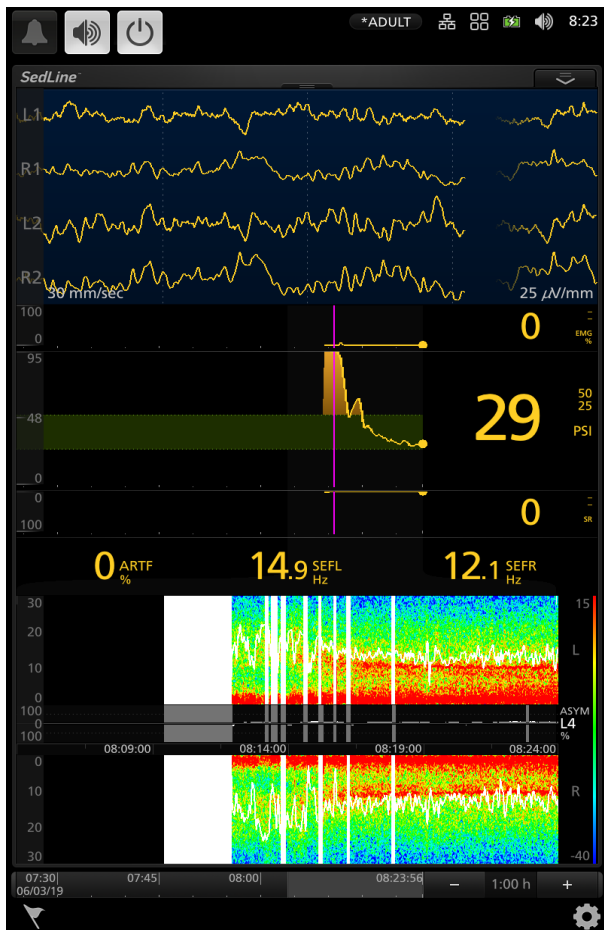 *ADULT 8:23
SedLine
L1
R1
L2
R2
30 mm/sec 25 µV/mm
100
0
0 EMG %
95
48
0
29 50 25 PSI
0
100
0 SR
0 ARTF % 14.9 SEFL Hz 12.1 SEFR Hz
30 15
20
L
10
0
100 ASYM
0 L4
100 %
08:09:00 08:14:00 08:19:00 08:24:00
0
10 R
20
30 -40
07:30 07:45 08:00 08:23:56 - 1:00 h +
06/03/19